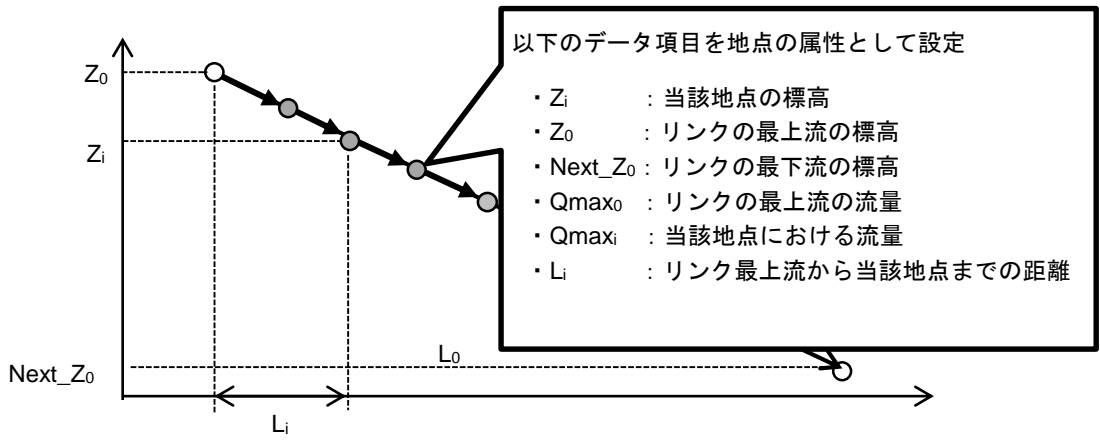 以下のデータ項目を地点の属性として設定
・Zi ：当該地点の標高
・Z0 ：リンクの最上流の標高
・Next_Z0：リンクの最下流の標高
・Qmax0 ：リンクの最上流の流量
・Qmaxi ：当該地点における流量
・Li ：リンク最上流から当該地点までの距離
Z0
Zi
L0
Next_Z0
Li